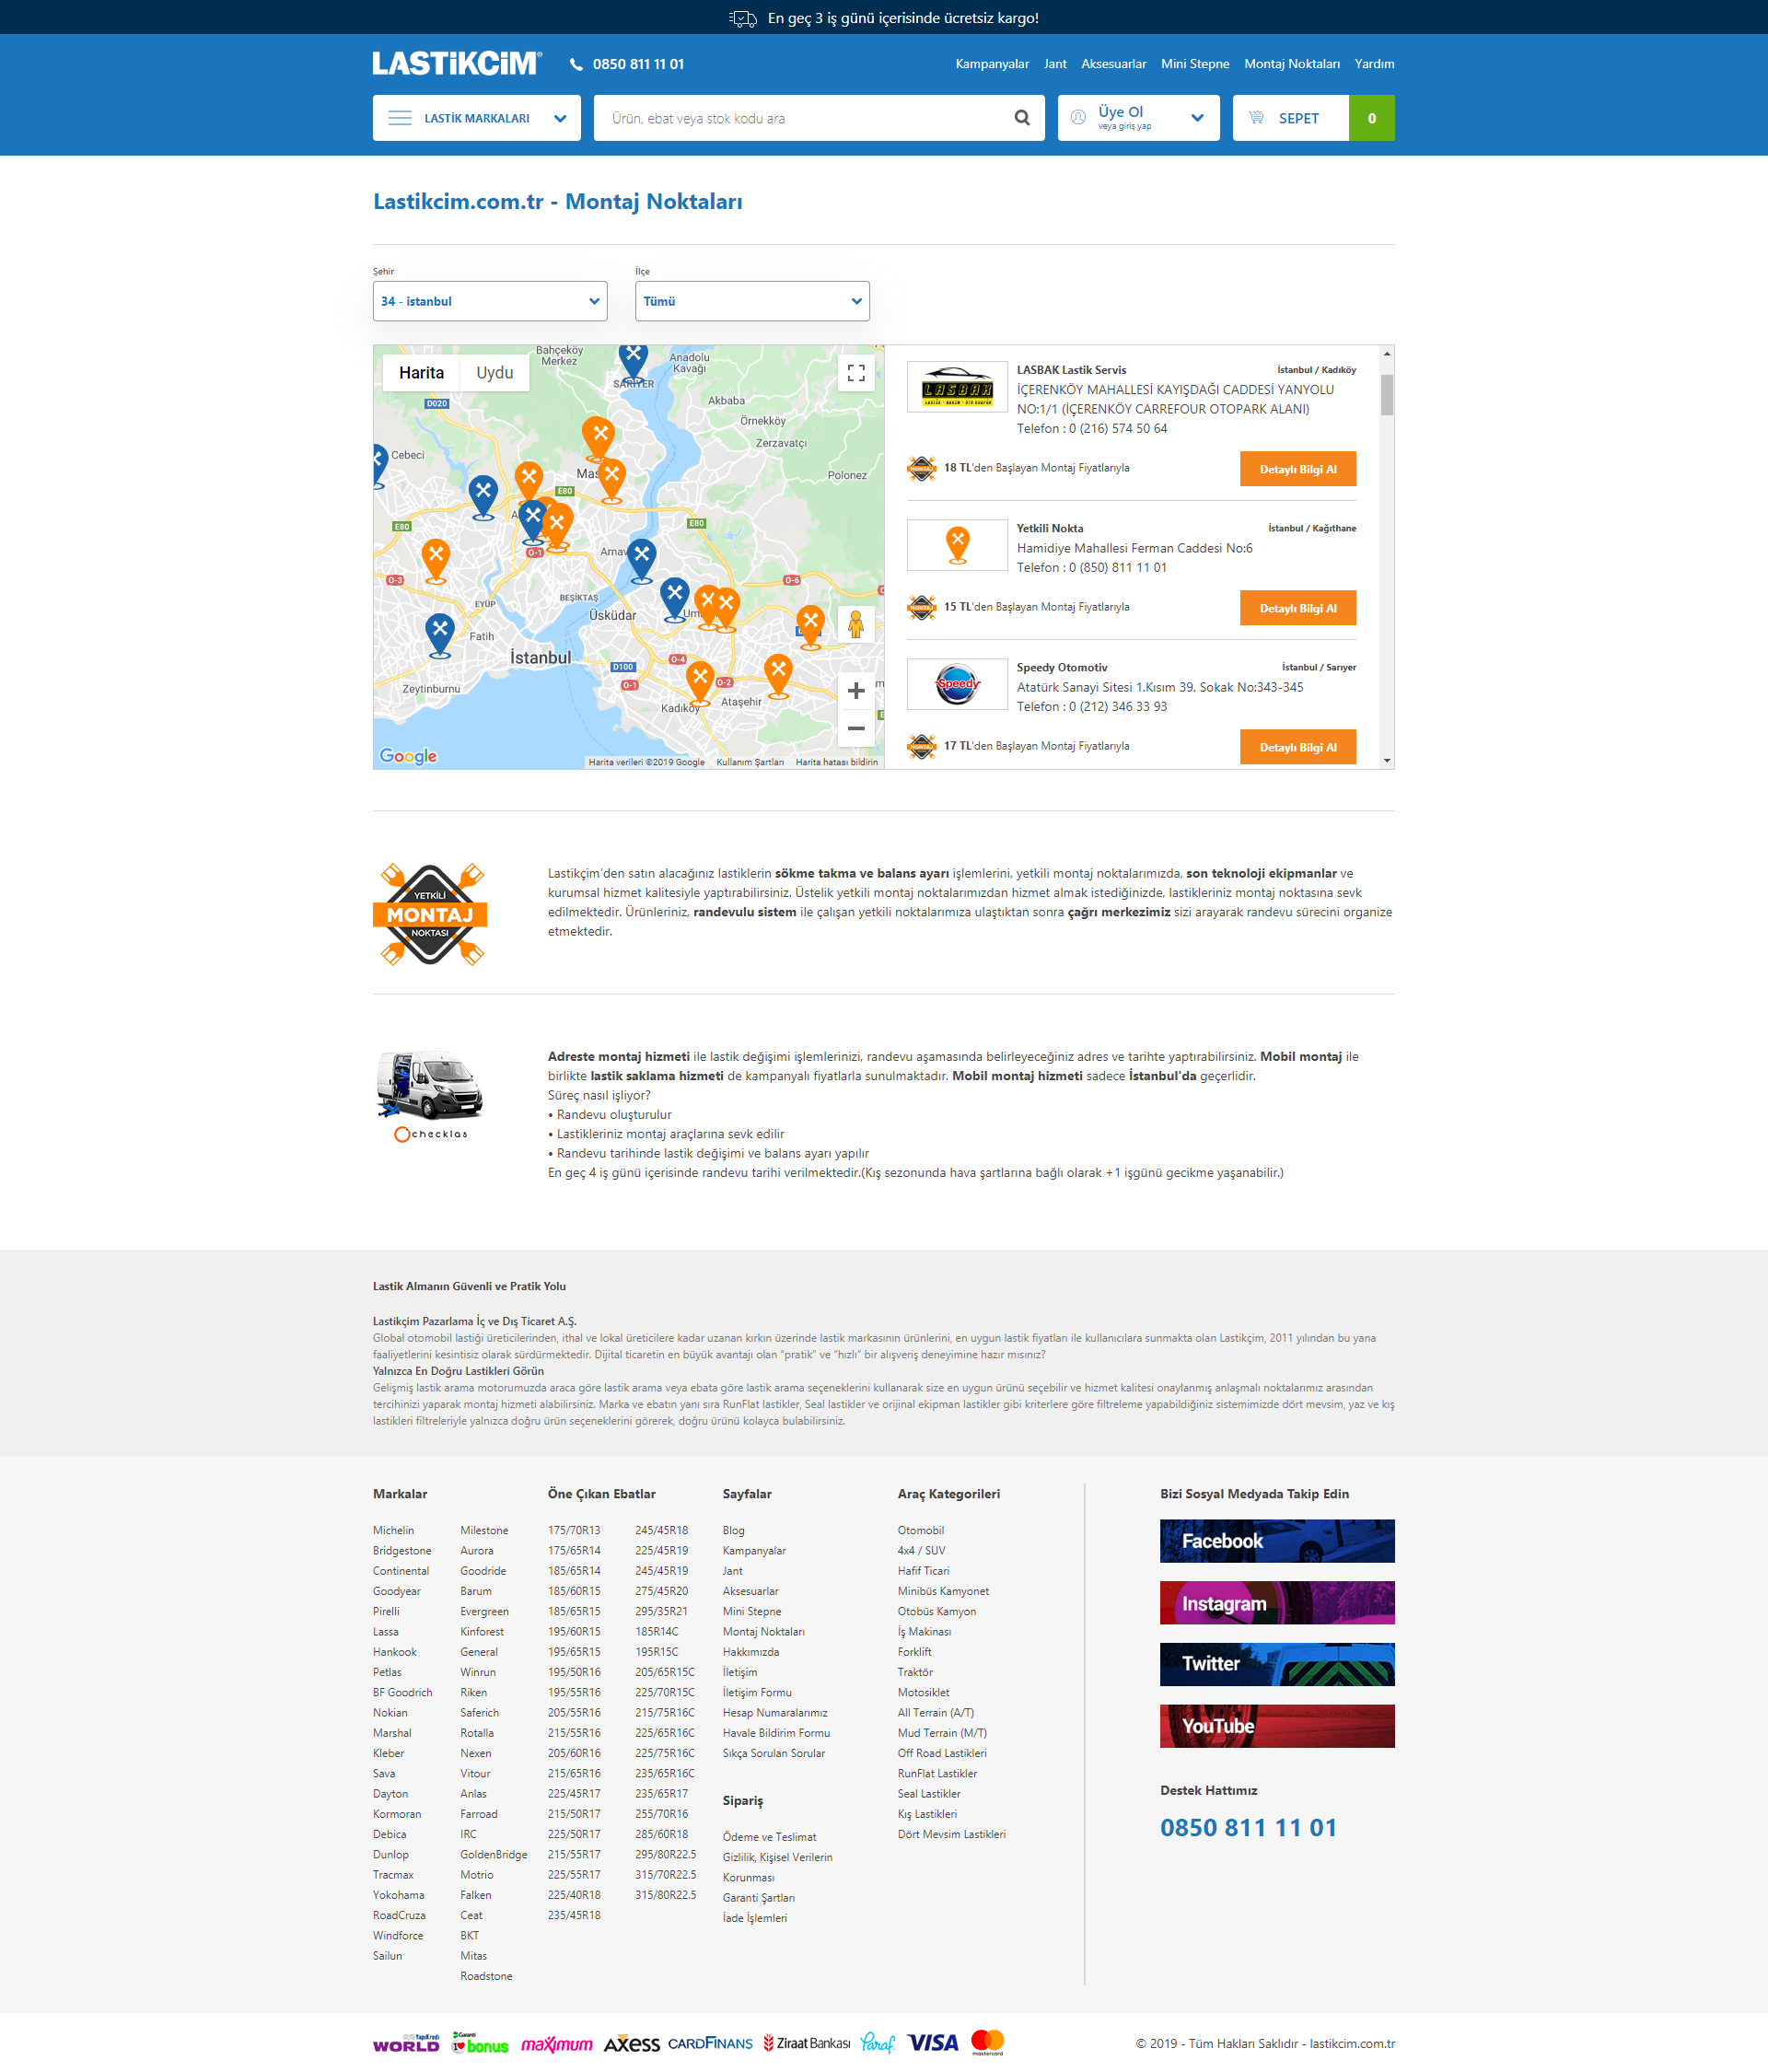 En geç 3 iş günü içerisinde ücretsiz kargo!
LASTiKCiM®
0850 811 11 01
Kampanyalar
Jant
Aksesuarlar
Mini Stepne
Montaj Noktaları
Yardım
LASTİK MARKALARI
Ürün, ebat veya stok kodu ara
Üye Ol
veya giriş yap
SEPET
0
Lastikcim.com.tr - Montaj Noktaları
Şehir
İlçe
34 - istanbul
Tümü
Harita
Uydu
Bahçeköy
Merkez
Anadolu
Kavağı
SARIYER
D020
Akbaba
Örnekköy
Zerzavatçı
Cebeci
Polonez
Mas
E80
E80
E80
O-1
Arnav
O-3
O-6
EYÜP
BEŞİKTAŞ
Üsküdar
Um
Fatih
İstanbul
D100
O-4
O-1
O-2
Zeytinburnu
Kadıköy
Ataşehir
Google
Harita verileri ©2019 Google
Kullanım Şartları
Harita hatası bildirin
LASBAK
LASBAK Lastik Servis
İstanbul / Kadıköy
İÇERENKÖY MAHALLESİ KAYIŞDAĞI CADDESİ YANYOLU
NO:1/1 (İÇERENKÖY CARREFOUR OTOPARK ALANI)
Telefon : 0 (216) 574 50 64
MONTAJ
18 TL'den Başlayan Montaj Fiyatlarıyla
Detaylı Bilgi Al
Yetkili Nokta
İstanbul / Kağıthane
Hamidiye Mahallesi Ferman Caddesi No:6
Telefon : 0 (850) 811 11 01
MONTAJ
15 TL'den Başlayan Montaj Fiyatlarıyla
Detaylı Bilgi Al
Speedy
Speedy Otomotiv
İstanbul / Sarıyer
Atatürk Sanayi Sitesi 1.Kısım 39. Sokak No:343-345
Telefon : 0 (212) 346 33 93
MONTAJ
17 TL'den Başlayan Montaj Fiyatlarıyla
Detaylı Bilgi Al
YETKİLİ
MONTAJ
NOKTASI
Lastikçim'den satın alacağınız lastiklerin sökme takma ve balans ayarı işlemlerini, yetkili montaj noktalarımızda, son teknoloji ekipmanlar ve
kurumsal hizmet kalitesiyle yaptırabilirsiniz. Üstelik yetkili montaj noktalarımızdan hizmet almak istediğinizde, lastikleriniz montaj noktasına sevk
edilmektedir. Ürünleriniz, randevulu sistem ile çalışan yetkili noktalarımıza ulaştıktan sonra çağrı merkezimiz sizi arayarak randevu sürecini organize
etmektedir.
checklas
Adreste montaj hizmeti ile lastik değişimi işlemlerinizi, randevu aşamasında belirleyeceğiniz adres ve tarihte yaptırabilirsiniz. Mobil montaj ile
birlikte lastik saklama hizmeti de kampanyalı fiyatlarla sunulmaktadır. Mobil montaj hizmeti sadece İstanbul'da geçerlidir.
Süreç nasıl işliyor?
• Randevu oluşturulur
• Lastikleriniz montaj araçlarına sevk edilir
• Randevu tarihinde lastik değişimi ve balans ayarı yapılır
En geç 4 iş günü içerisinde randevu tarihi verilmektedir.(Kış sezonunda hava şartlarına bağlı olarak +1 işgünü gecikme yaşanabilir.)
Lastik Almanın Güvenli ve Pratik Yolu
Lastikçim Pazarlama İç ve Dış Ticaret A.Ş.
Global otomobil lastiği üreticilerinden, ithal ve lokal üreticilere kadar uzanan kırkın üzerinde lastik markasının ürünlerini, en uygun lastik fiyatları ile kullanıcılara sunmakta olan Lastikçim, 2011 yılından bu yana
faaliyetlerini kesintisiz olarak sürdürmektedir. Dijital ticaretin en büyük avantajı olan “pratik” ve “hızlı” bir alışveriş deneyimine hazır mısınız?
Yalnızca En Doğru Lastikleri Görün
Gelişmiş lastik arama motorumuzda araca göre lastik arama veya ebata göre lastik arama seçeneklerini kullanarak size en uygun ürünü seçebilir ve hizmet kalitesi onaylanmış anlaşmalı noktalarımız arasından
tercihinizi yaparak montaj hizmeti alabilirsiniz. Marka ve ebatın yanı sıra RunFlat lastikler, Seal lastikler ve orijinal ekipman lastikler gibi kriterlere göre filtreleme yapabildiğiniz sistemimizde dört mevsim, yaz ve kış
lastikleri filtreleriyle yalnızca doğru ürün seçeneklerini görerek, doğru ürünü kolayca bulabilirsiniz.
Markalar
Michelin
Bridgestone
Continental
Goodyear
Pirelli
Lassa
Hankook
Petlas
BF Goodrich
Nokian
Marshal
Kleber
Sava
Dayton
Kormoran
Debica
Dunlop
Tracmax
Yokohama
RoadCruza
Windforce
Sailun
Milestone
Aurora
Goodride
Barum
Evergreen
Kinforest
General
Winrun
Riken
Saferich
Rotalla
Nexen
Vitour
Anlas
Farroad
IRC
GoldenBridge
Motrio
Falken
Ceat
BKT
Mitas
Roadstone
Öne Çıkan Ebatlar
175/70R13
175/65R14
185/65R14
185/60R15
185/65R15
195/60R15
195/65R15
195/50R16
195/55R16
205/55R16
215/55R16
205/60R16
215/65R16
225/45R17
215/50R17
225/50R17
215/55R17
225/55R17
225/40R18
235/45R18
245/45R18
225/45R19
245/45R19
275/45R20
295/35R21
185R14C
195R15C
205/65R15C
225/70R15C
215/75R16C
225/65R16C
225/75R16C
235/65R16C
235/65R17
255/70R16
285/60R18
295/80R22.5
315/70R22.5
315/80R22.5
Sayfalar
Blog
Kampanyalar
Jant
Aksesuarlar
Mini Stepne
Montaj Noktaları
Hakkımızda
İletişim
İletişim Formu
Hesap Numaralarımız
Havale Bildirim Formu
Sıkça Sorulan Sorular
Sipariş
Ödeme ve Teslimat
Gizlilik, Kişisel Verilerin
Korunması
Garanti Şartları
İade İşlemleri
Araç Kategorileri
Otomobil
4x4 / SUV
Hafif Ticari
Minibüs Kamyonet
Otobüs Kamyon
İş Makinası
Forklift
Traktör
Motosiklet
All Terrain (A/T)
Mud Terrain (M/T)
Off Road Lastikleri
RunFlat Lastikler
Seal Lastikler
Kış Lastikleri
Dört Mevsim Lastikleri
Bizi Sosyal Medyada Takip Edin
Facebook
Instagram
Twitter
YouTube
Destek Hattımız
0850 811 11 01
YapıKredi
WORLD
Garanti
bonus
maxımum
AXess
CARDFINANS
Ziraat Bankası
Paraf
VISA
mastercard
© 2019 - Tüm Hakları Saklıdır - lastikcim.com.tr